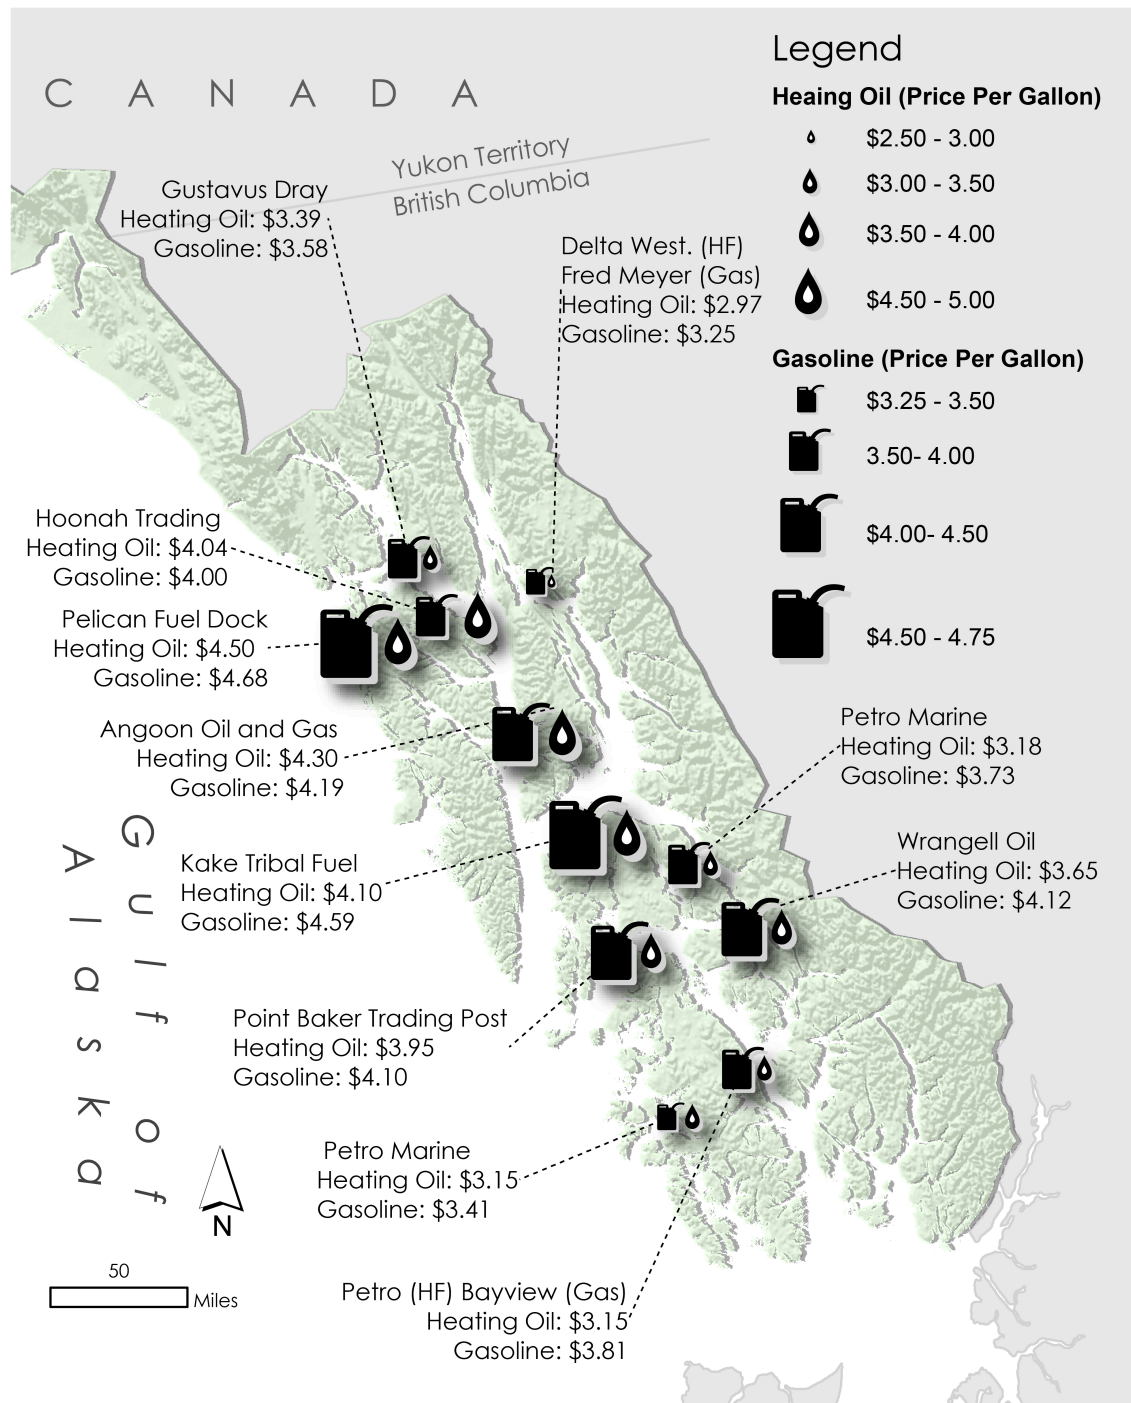 CANADA
Yukon Territory
British Columbia
Legend
Heaing Oil (Price Per Gallon)
$2.50 - 3.00
$3.00 - 3.50
$3.50 - 4.00
$4.50 - 5.00
Gasoline (Price Per Gallon)
$3.25 - 3.50
3.50- 4.00
$4.00- 4.50
$4.50 - 4.75
Gustavus Dray
Heating Oil: $3.39
Gasoline: $3.58
Delta West. (HF)
Fred Meyer (Gas)
Heating Oil: $2.97
Gasoline: $3.25
Hoonah Trading
Heating Oil: $4.04
Gasoline: $4.00
Pelican Fuel Dock
Heating Oil: $4.50
Gasoline: $4.68
Angoon Oil and Gas
Heating Oil: $4.30
Gasoline: $4.19
Petro Marine
Heating Oil: $3.18
Gasoline: $3.73
Kake Tribal Fuel
Heating Oil: $4.10
Gasoline: $4.59
Wrangell Oil
Heating Oil: $3.65
Gasoline: $4.12
Gulf of
Alaska
Point Baker Trading Post
Heating Oil: $3.95
Gasoline: $4.10
Petro Marine
Heating Oil: $3.15
Gasoline: $3.41
Petro (HF) Bayview (Gas)
Heating Oil: $3.15
Gasoline: $3.81
N
50
Miles